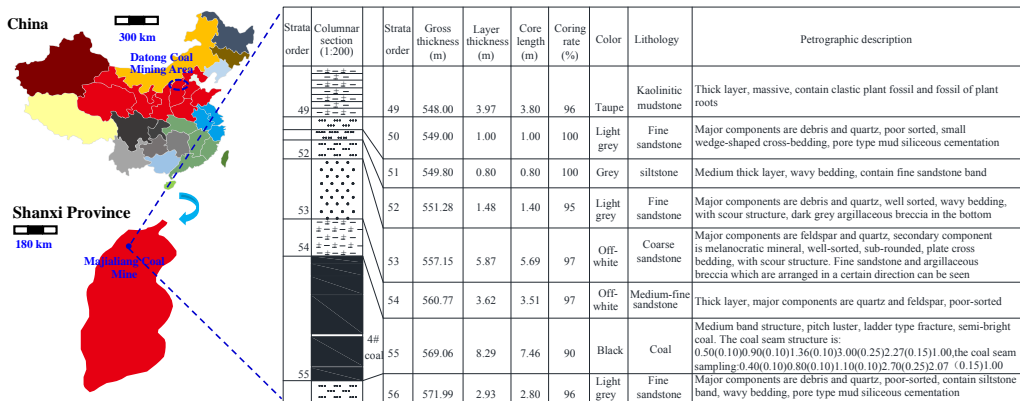 China
300 km
Datong Coal
Mining Area
Shanxi Province
180 km
Majialiang Coal
Mine
Strata order Columnar section (1:200) Strata order Gross thickness (m) Layer thickness (m) Core length (m) Coring rate (%) Color Lithology Petrographic description
49
52
53
54
55
4#
coal
49 548.00 3.97 3.80 96 Taupe Kaolinitic mudstone Thick layer, massive, contain clastic plant fossil and fossil of plant
roots
50 549.00 1.00 1.00 100 Light grey Fine sandstone Major components are debris and quartz, poor sorted, small
wedge-shaped cross-bedding, pore type mud siliceous cementation
51 549.80 0.80 0.80 100 Grey siltstone Medium thick layer, wavy bedding, contain fine sandstone band
52 551.28 1.48 1.40 95 Light grey Fine sandstone Major components are debris and quartz, well sorted, wavy bedding,
with scour structure, dark grey argillaceous breccia in the bottom
53 557.15 5.87 5.69 97 Off-white Coarse sandstone Major components are feldspar and quartz, secondary component
is melanocratic mineral, well-sorted, sub-rounded, plate cross
bedding, with scour structure. Fine sandstone and argillaceous
breccia which are arranged in a certain direction can be seen
54 560.77 3.62 3.51 97 Off-white Medium-fine sandstone Thick layer, major components are quartz and feldspar, poor-sorted
55 569.06 8.29 7.46 90 Black Coal Medium band structure, pitch luster, ladder type fracture, semi-bright
coal. The coal seam structure is:
0.50(0.10)0.90(0.10)1.36(0.10)3.00(0.25)2.27(0.15)1.00,the coal seam
sampling:0.40(0.10)0.80(0.10)1.10(0.10)2.70(0.25)2.07（0.15)1.00
56 571.99 2.93 2.80 96 Light grey Fine sandstone Major components are debris and quartz, poor-sorted, contain siltstone
band, wavy bedding, pore type mud siliceous cementation